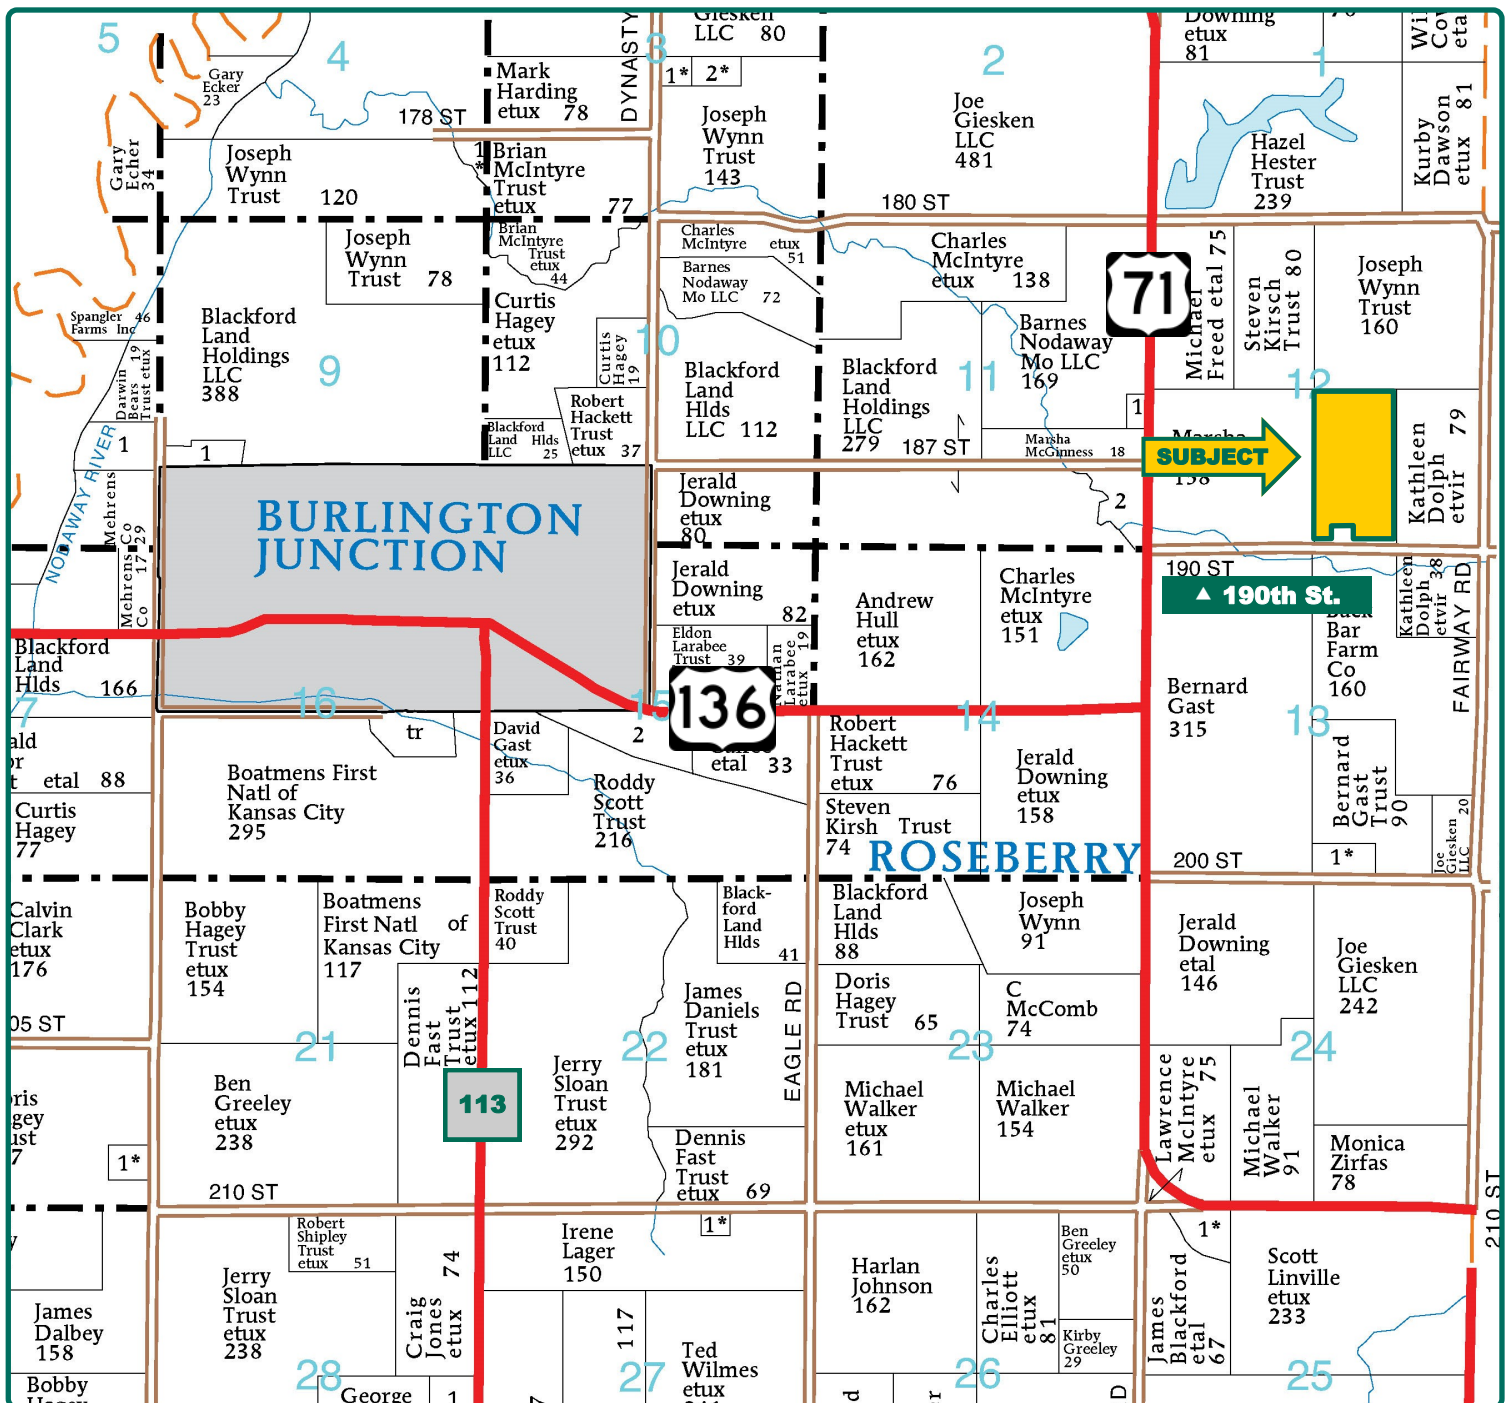 5
4
3
2
1
Gary
Ecker
23
178 ST
Mark
Harding
etux 78
DYNASTY
Giesken
LLC 80
1*
2*
Joseph
Wynn
Trust
143
Joe
Giesken
LLC
481
Downing
etux
81
Hazel
Hester
Trust
239
Kurby
Dawson
etux 81
Gary
Echer
34
Joseph
Wynn
Trust
120
1
*
Brian
McIntyre
Trust
etux
77
180 ST
Joseph
Wynn
Trust 78
Brian
McIntyre
Trust
etux
44
Charles
McIntyre etux
51
Barnes
Nodaway
Mo LLC 72
Charles
McIntyre
etux 138
71
Michael
Freed etal 75
Steven
Kirsch
Trust 80
Joseph
Wynn
Trust
160
Spangler 46
Farms Inc
Darwin
Bears 19
Trust etux
Blackford
Land
Holdings
LLC
388
9
Curtis
Hagey
etux
112
Curtis
Hagey
19
10
Blackford
Land
Hlds
LLC 112
Blackford
Land
Holdings
LLC
279
11
Barnes
Nodaway
Mo LLC
169
1
12
Robert
Hackett
Trust
etux 37
Blackford
Land Hlds
LLC 25
1
1
187 ST
Marsha
McGinness 18
Marsha
158
SUBJECT
Kathleen
Dolph
etvir
79
NODAWAY RIVER
Mehrens
Co
29
Mehrens
Co 17
BURLINGTON
JUNCTION
Jerald
Downing
etux
80
2
Jerald
Downing
etux
82
Andrew
Hull
etux
162
Charles
McIntyre
etux
151
190 ST
190th St.
Kathleen
Dolph
etvir 38
FAIRWAY RD
Bar
Farm
Co
160
Blackford
Land
Hlds 166
7
16
Eldon
Larabee
Trust 39
Nathan
Larabee
etux 19
15
136
14
Bernard
Gast
315
13
etal 88
tr
David
Gast
etux
36
2
etal 33
Robert
Hackett
Trust
etux 76
Jerald
Downing
etux
158
Bernard
Gast
Trust
90
Joe
Giesken
LLC
20
Curtis
Hagey
77
Boatmens First
Natl of
Kansas City
295
Roddy
Scott
Trust
216
Steven
Kirsh Trust
74
ROSEBERRY
200 ST
1*
Calvin
Clark
etux
176
Bobby
Hagey
Trust
etux
154
Boatmens
First Natl of
Kansas City
117
Roddy
Scott
Trust
40
Black-
ford
Land
Hlds
41
Blackford
Land
Hlds
88
Joseph
Wynn
91
Jerald
Downing
etal
146
Joe
Giesken
LLC
242
05 ST
Dennis
Fast
Trust
etux 112
James
Daniels
Trust
etux
181
EAGLE RD
Doris
Hagey
Trust 65
C
McComb
74
21
22
23
24
Ben
Greeley
etux
238
113
Jerry
Sloan
Trust
etux
292
Michael
Walker
etux
161
Michael
Walker
154
Lawrence
McIntyre
etux 75
Michael
Walker
91
Monica
Zirfas
78
1*
Dennis
Fast
Trust
etux 69
210 ST
210 ST
Robert
Shipley
Trust
etux 51
Irene
Lager
150
1*
Harlan
Johnson
162
Charles
Elliott
etux
81
Ben
Greeley
etux
50
1*
James
Blackford
etal
67
Scott
Linville
etux
233
James
Dalbey
158
Jerry
Sloan
Trust
etux
238
Craig
Jones
etux 74
117
Ted
Wilmes
etux
Kirby
Greeley
29
28
27
26
25
Bobby
George
1
D